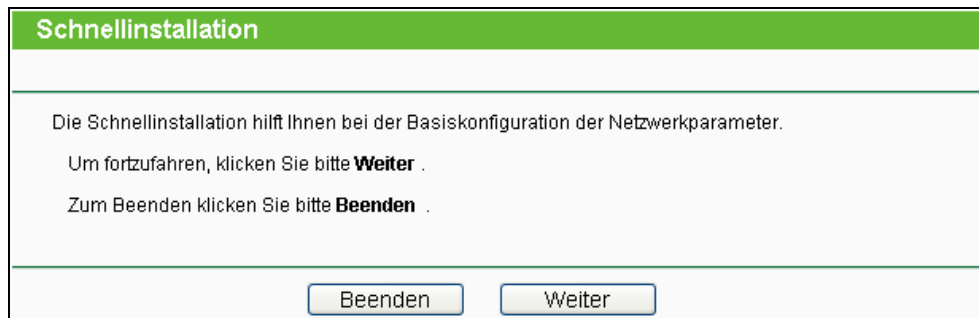 Schnellinstallation
Die Schnellinstallation hilft Ihnen bei der Basiskonfiguration der Netzwerkparameter.
Um fortzufahren, klicken Sie bitte Weiter .
Zum Beenden klicken Sie bitte Beenden .
Beenden Weiter